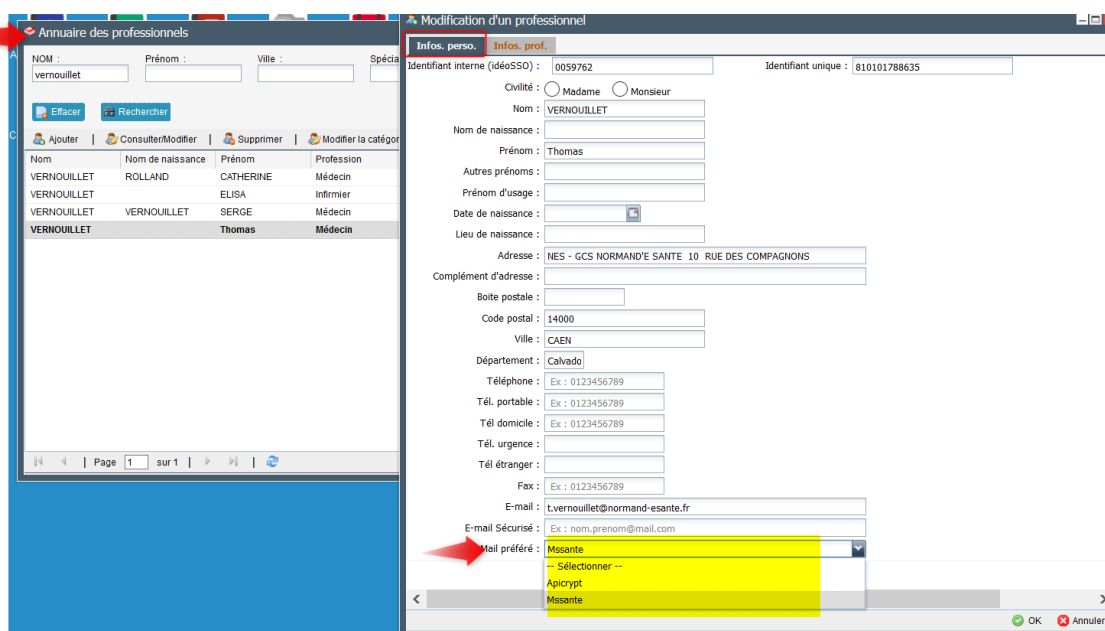 Annuaire des professionnels
NOM : Prénom : Ville : Spécia
vernouillet
Effacer Rechercher
Ajouter | Consulter/Modifier | Supprimer | Modifier la catégor
Nom Nom de naissance Prénom Profession
VERNOUILLET ROLLAND CATHERINE Médecin
VERNOUILLET ELISA Infirmier
VERNOUILLET VERNOUILLET SERGE Médecin
VERNOUILLET Thomas Médecin
Page 1 sur 1
Modification d'un professionnel
Infos. perso. Infos. prof.
Identifiant interne (idéoSSO) : 0059762 Identifiant unique : 810101788635
Civilité : Madame Monsieur
Nom : VERNOUILLET
Nom de naissance :
Prénom : Thomas
Autres prénoms :
Prénom d'usage :
Date de naissance :
Lieu de naissance :
Adresse : NES - GCS NORMAND'E SANTE 10 RUE DES COMPAGNONS
Complément d'adresse :
Boite postale :
Code postal : 14000
Ville : CAEN
Département : Calvado
Téléphone : Ex : 0123456789
Tél. portable : Ex : 0123456789
Tél domicile : Ex : 0123456789
Tél. urgence :
Tél étranger :
Fax : Ex : 0123456789
E-mail : t.vernouillet@normand-esante.fr
E-mail Sécurisé : Ex : nom.prenom@mail.com
Mail préféré : Mssante
-- Sélectionner --
Apicrypt
Mssante
OK Annuler